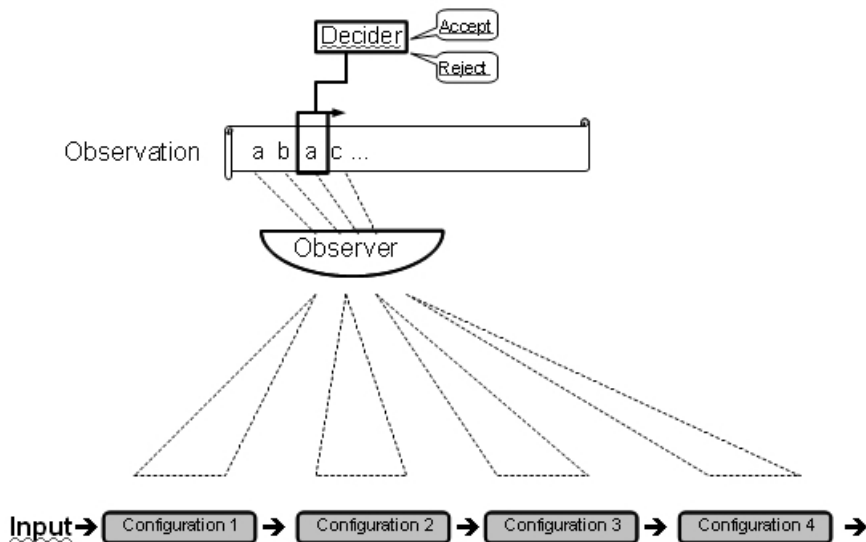 Decider
Accept
Reject
Observation a b a c ...
Observer
Input Configuration 1 Configuration 2 Configuration 3 Configuration 4